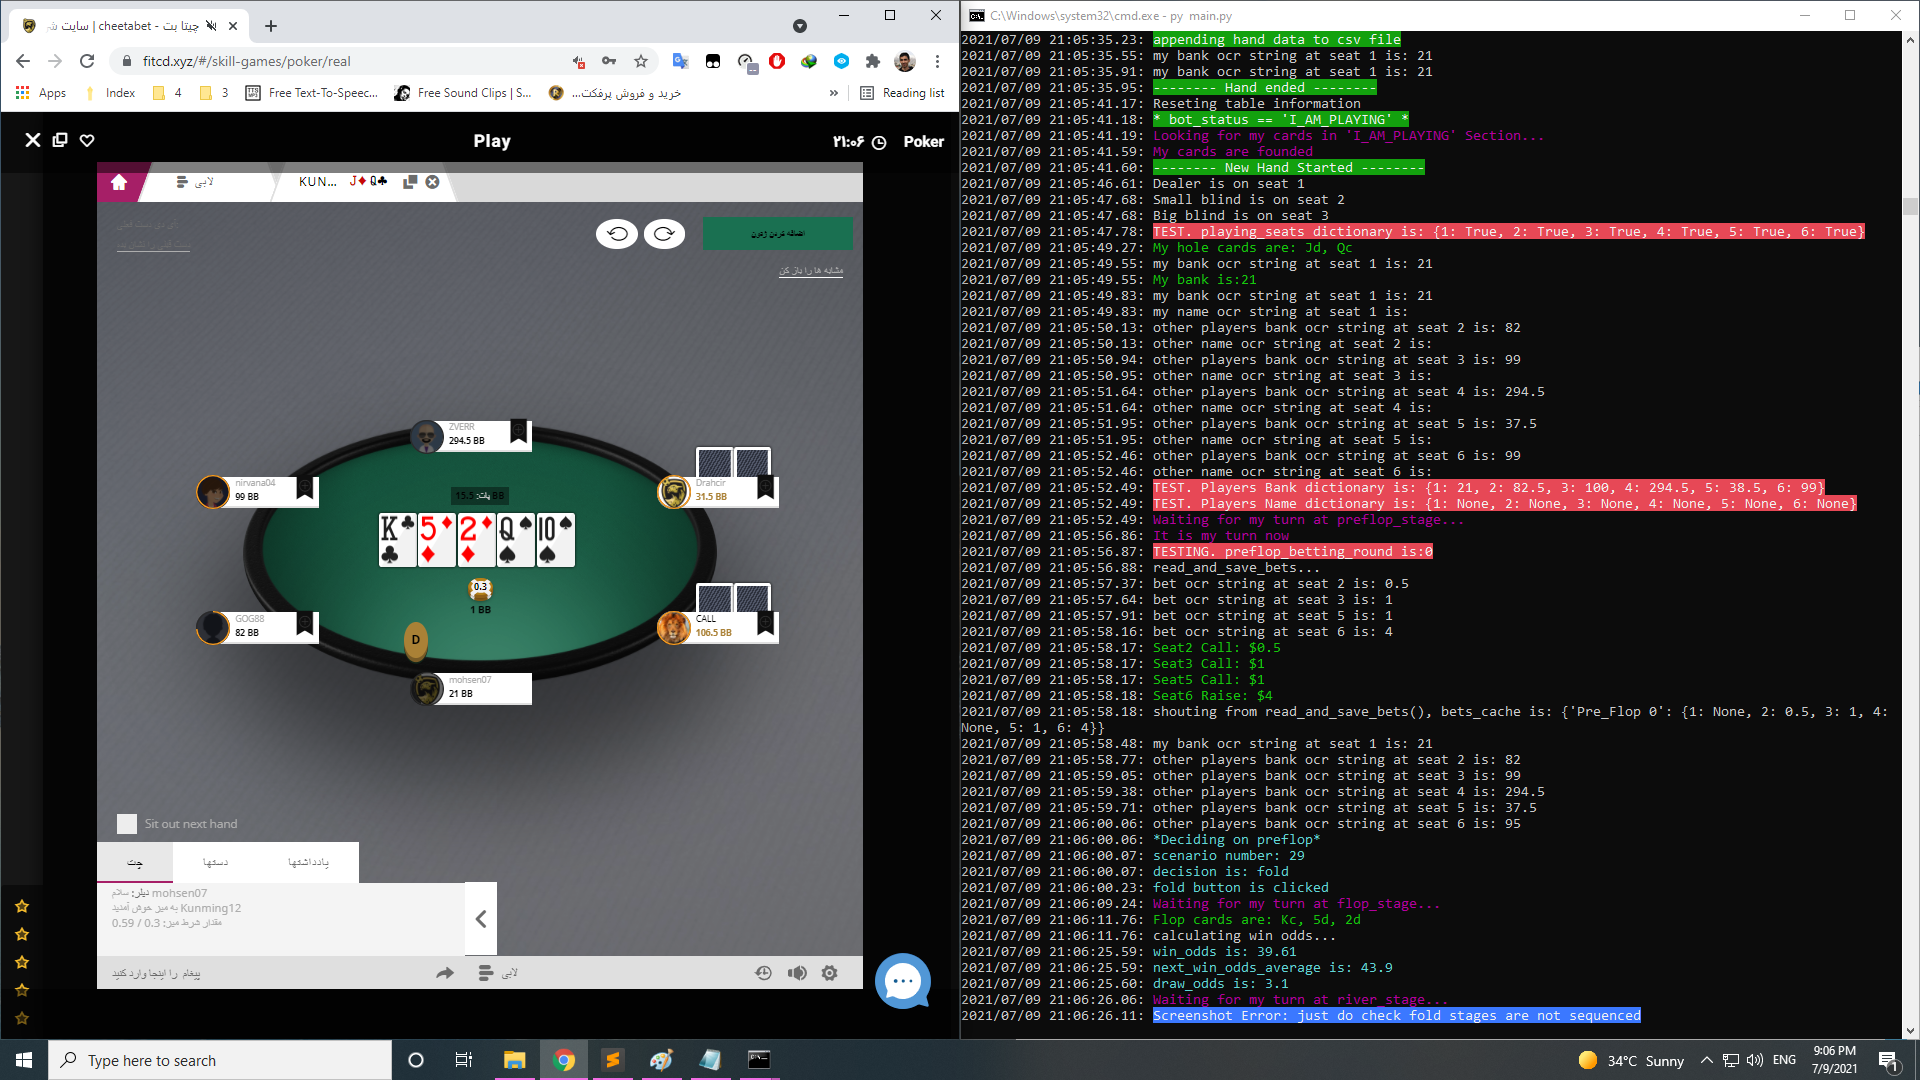 چیتا بت - cheetabet | سایت
fitcd.xyz/#/skill-games/poker/real
Apps
Index
4
3
Free Text-To-Speec...
Free Sound Clips | S...
خرید و فروش پرفکت...
»
Reading list
Play
۲۱:۰۶
Poker
لابی
KUN... J♦ Q♣
اضافه کردن ژتون
مشابه ها را باز کن
ZVERR
294.5 BB
nirvana04
99 BB
Drahcir
31.5 BB
پات: 15.5 BB
K 5 2 Q 10
0.3
1 BB
GOG88
82 BB
CALL
106.5 BB
D
mohsen07
21 BB
Sit out next hand
چت
دستها
یادداشتها
دیلر: سلام mohsen07
به میز خوش آمدید Kunming12
مقدار شرط میز: 0.3 / 0.59
پیغام را اینجا وارد کنید
لابی
C:\Windows\system32\cmd.exe - py main.py
2021/07/09 21:05:35.23: appending hand data to csv file
2021/07/09 21:05:35.55: my bank ocr string at seat 1 is: 21
2021/07/09 21:05:35.91: my bank ocr string at seat 1 is: 21
2021/07/09 21:05:35.95: -------- Hand ended --------
2021/07/09 21:05:41.17: Reseting table information
2021/07/09 21:05:41.18: * bot_status == 'I_AM_PLAYING' *
2021/07/09 21:05:41.19: Looking for my cards in 'I_AM_PLAYING' Section...
2021/07/09 21:05:41.59: My cards are founded
2021/07/09 21:05:41.60: -------- New Hand Started --------
2021/07/09 21:05:46.61: Dealer is on seat 1
2021/07/09 21:05:47.68: Small blind is on seat 2
2021/07/09 21:05:47.68: Big blind is on seat 3
2021/07/09 21:05:47.78: TEST. playing_seats dictionary is: {1: True, 2: True, 3: True, 4: True, 5: True, 6: True}
2021/07/09 21:05:49.27: My hole cards are: Jd, Qc
2021/07/09 21:05:49.55: my bank ocr string at seat 1 is: 21
2021/07/09 21:05:49.55: My bank is:21
2021/07/09 21:05:49.83: my bank ocr string at seat 1 is: 21
2021/07/09 21:05:49.83: my name ocr string at seat 1 is:
2021/07/09 21:05:50.13: other players bank ocr string at seat 2 is: 82
2021/07/09 21:05:50.13: other name ocr string at seat 2 is:
2021/07/09 21:05:50.94: other players bank ocr string at seat 3 is: 99
2021/07/09 21:05:50.95: other name ocr string at seat 3 is:
2021/07/09 21:05:51.64: other players bank ocr string at seat 4 is: 294.5
2021/07/09 21:05:51.64: other name ocr string at seat 4 is:
2021/07/09 21:05:51.95: other players bank ocr string at seat 5 is: 37.5
2021/07/09 21:05:51.95: other name ocr string at seat 5 is:
2021/07/09 21:05:52.46: other players bank ocr string at seat 6 is: 99
2021/07/09 21:05:52.46: other name ocr string at seat 6 is:
2021/07/09 21:05:52.49: TEST. Players Bank dictionary is: {1: 21, 2: 82.5, 3: 100, 4: 294.5, 5: 38.5, 6: 99}
2021/07/09 21:05:52.49: TEST. Players Name dictionary is: {1: None, 2: None, 3: None, 4: None, 5: None, 6: None}
2021/07/09 21:05:52.49: Waiting for my turn at preflop_stage...
2021/07/09 21:05:56.86: It is my turn now
2021/07/09 21:05:56.87: TESTING. preflop_betting_round is:0
2021/07/09 21:05:56.88: read_and_save_bets...
2021/07/09 21:05:57.37: bet ocr string at seat 2 is: 0.5
2021/07/09 21:05:57.64: bet ocr string at seat 3 is: 1
2021/07/09 21:05:57.91: bet ocr string at seat 5 is: 1
2021/07/09 21:05:58.16: bet ocr string at seat 6 is: 4
2021/07/09 21:05:58.17: Seat2 Call: $0.5
2021/07/09 21:05:58.17: Seat3 Call: $1
2021/07/09 21:05:58.17: Seat5 Call: $1
2021/07/09 21:05:58.18: Seat6 Raise: $4
2021/07/09 21:05:58.18: shouting from read_and_save_bets(), bets_cache is: {'Pre_Flop 0': {1: None, 2: 0.5, 3: 1, 4:
None, 5: 1, 6: 4}}
2021/07/09 21:05:58.48: my bank ocr string at seat 1 is: 21
2021/07/09 21:05:58.77: other players bank ocr string at seat 2 is: 82
2021/07/09 21:05:59.05: other players bank ocr string at seat 3 is: 99
2021/07/09 21:05:59.38: other players bank ocr string at seat 4 is: 294.5
2021/07/09 21:05:59.71: other players bank ocr string at seat 5 is: 37.5
2021/07/09 21:06:00.06: other players bank ocr string at seat 6 is: 95
2021/07/09 21:06:00.06: *Deciding on preflop*
2021/07/09 21:06:00.07: scenario number: 29
2021/07/09 21:06:00.07: decision is: fold
2021/07/09 21:06:00.23: fold button is clicked
2021/07/09 21:06:09.24: Waiting for my turn at flop_stage...
2021/07/09 21:06:11.76: Flop cards are: Kc, 5d, 2d
2021/07/09 21:06:11.76: calculating win odds...
2021/07/09 21:06:25.59: win_odds is: 39.61
2021/07/09 21:06:25.59: next_win_odds_average is: 43.9
2021/07/09 21:06:25.60: draw_odds is: 3.1
2021/07/09 21:06:26.06: Waiting for my turn at river_stage...
2021/07/09 21:06:26.11: Screenshot Error: just do check fold stages are not sequenced
Type here to search
34°C Sunny
ENG
9:06 PM
7/9/2021
1